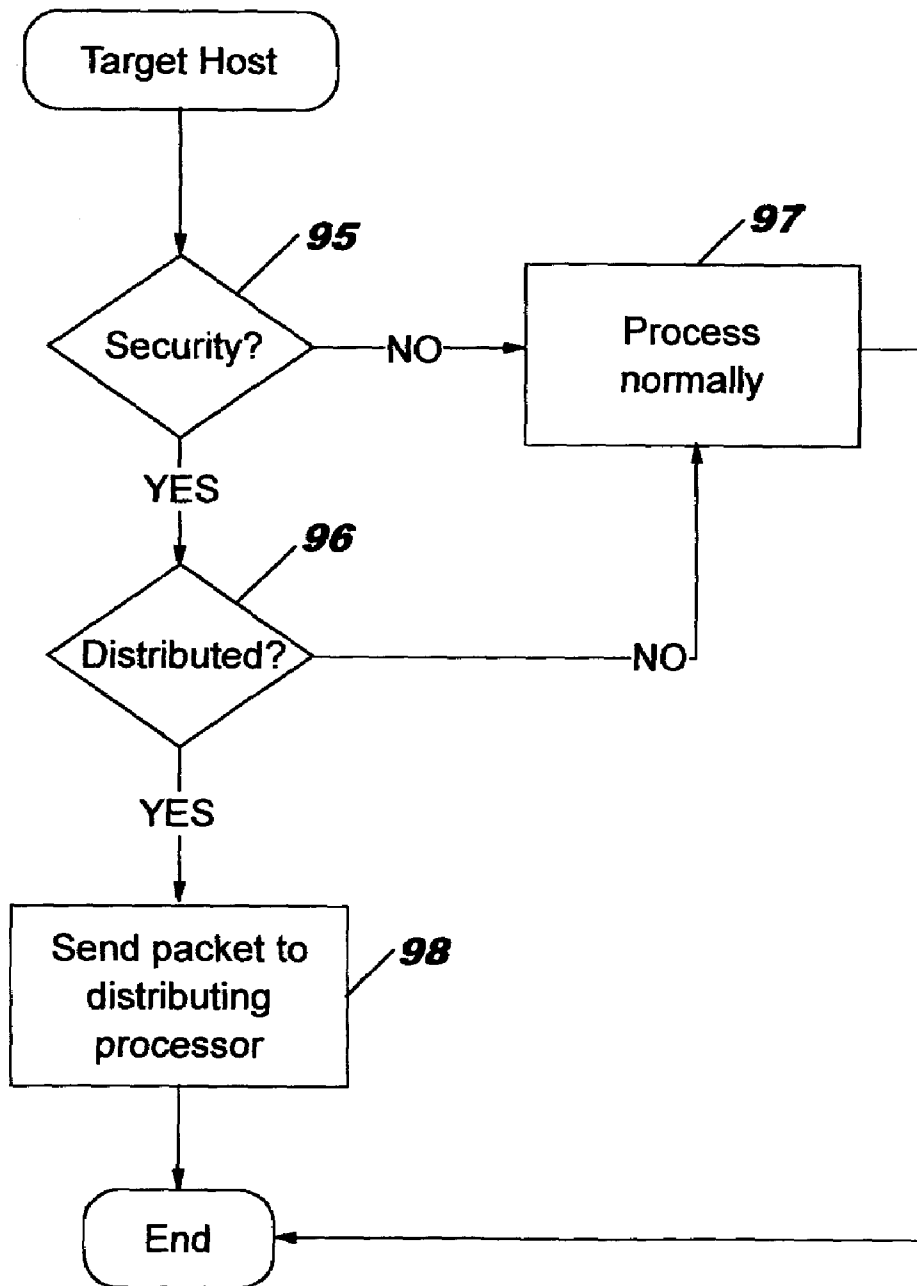 Target Host
95
97
Security?
NO
Process
normally
YES
96
Distributed?
NO
YES
Send packet to
distributing
processor
98
End